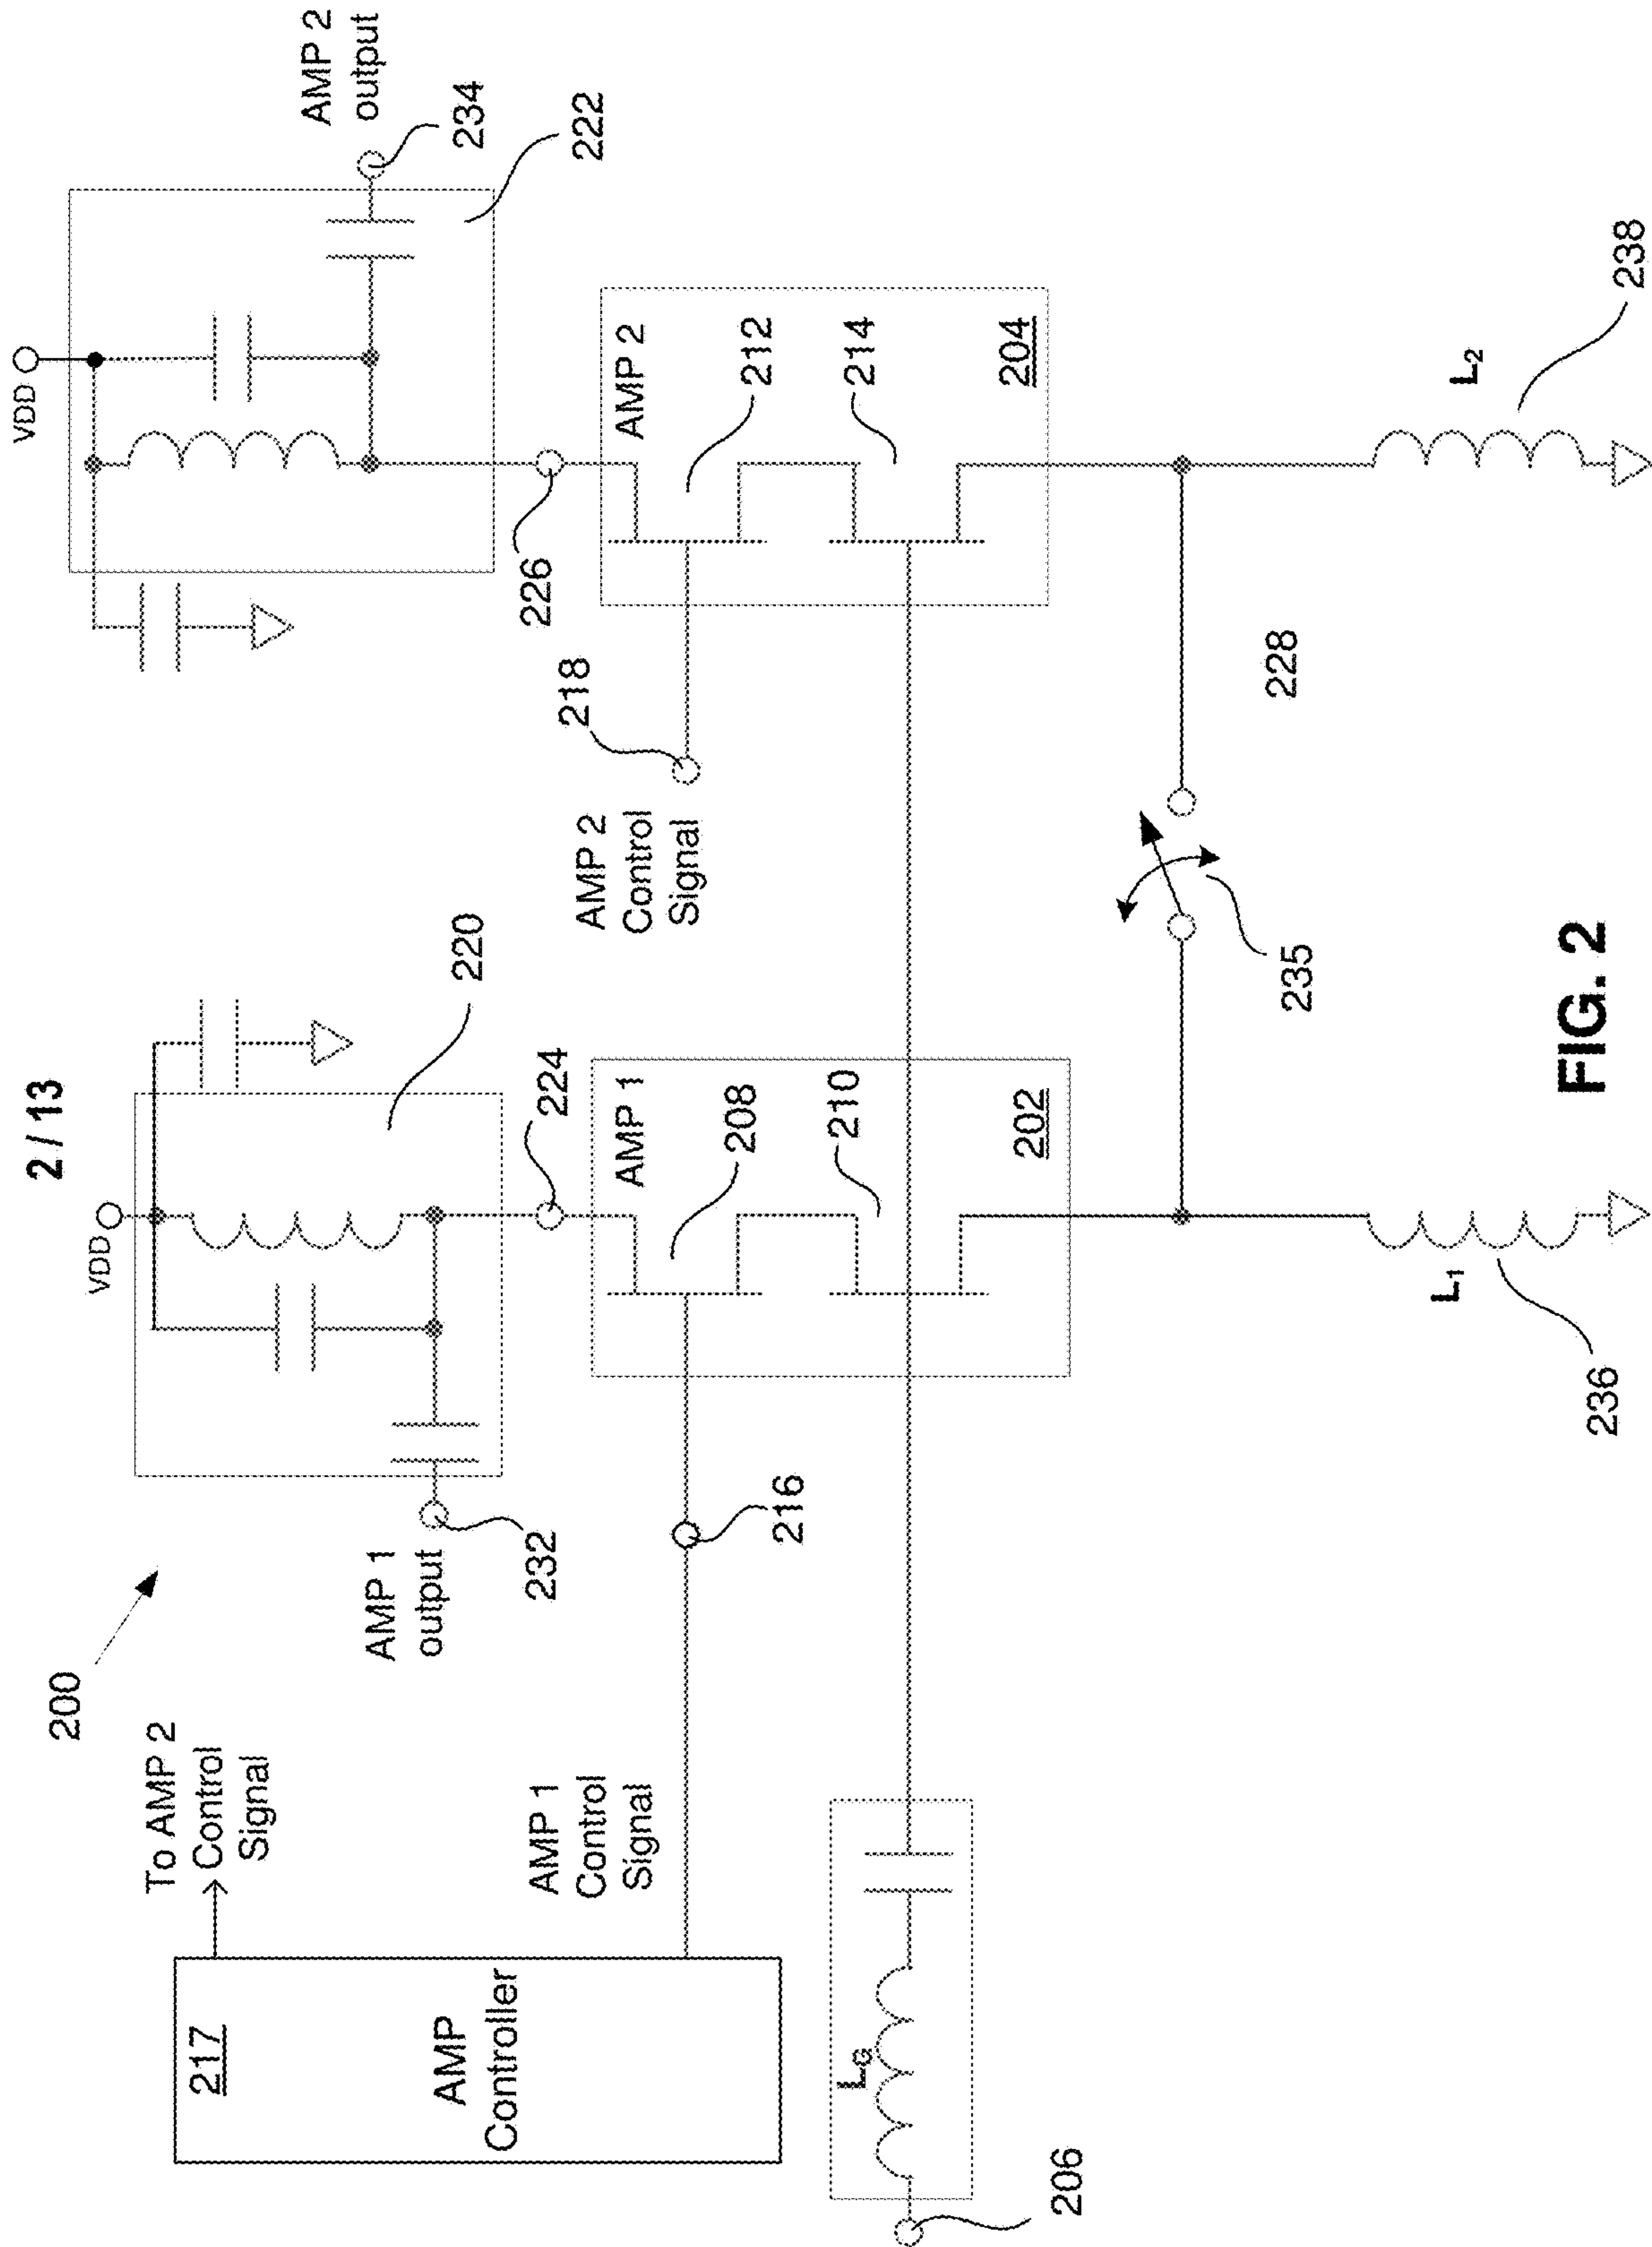 2 / 13
200
217
AMP
Controller
To AMP 2
Control
Signal
AMP 1
Control
Signal
216
206
L_G
VDD
220
AMP 1
output
232
224
AMP 1
208
210
202
VDD
AMP 2
output
234
222
226
AMP 2
Control
Signal
218
AMP 2
212
214
204
228
235
L_1
236
L_2
238
FIG. 2